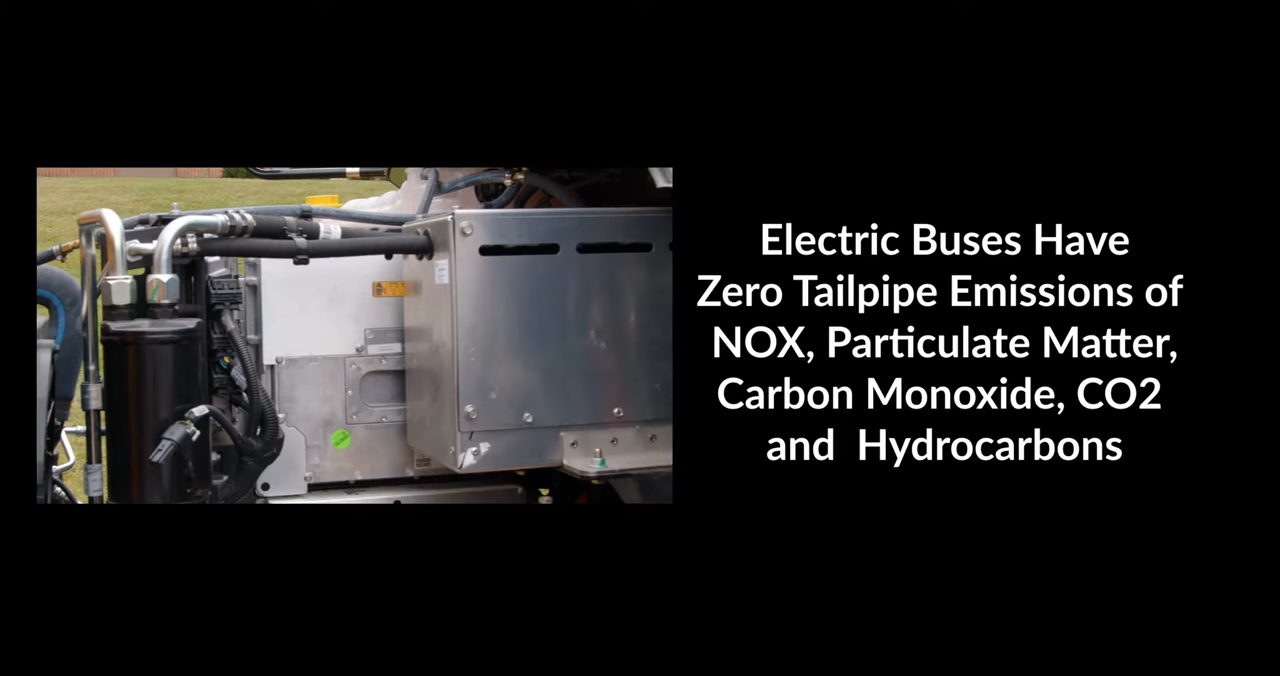 Electric Buses Have
Zero Tailpipe Emissions of
NOX, Particulate Matter,
Carbon Monoxide, CO2
and  Hydrocarbons